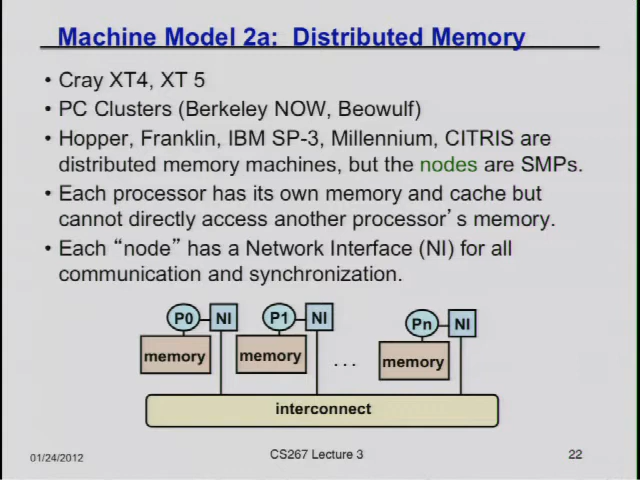 Machine Model 2a: Distributed Memory
• Cray XT4, XT 5
• PC Clusters (Berkeley NOW, Beowulf)
• Hopper, Franklin, IBM SP-3, Millennium, CITRIS are
distributed memory machines, but the nodes are SMPs.
• Each processor has its own memory and cache but
cannot directly access another processor’s memory.
• Each “node” has a Network Interface (NI) for all
communication and synchronization.
P0 NI P1 NI Pn NI
memory memory ... memory
interconnect
01/24/2012 CS267 Lecture 3 22